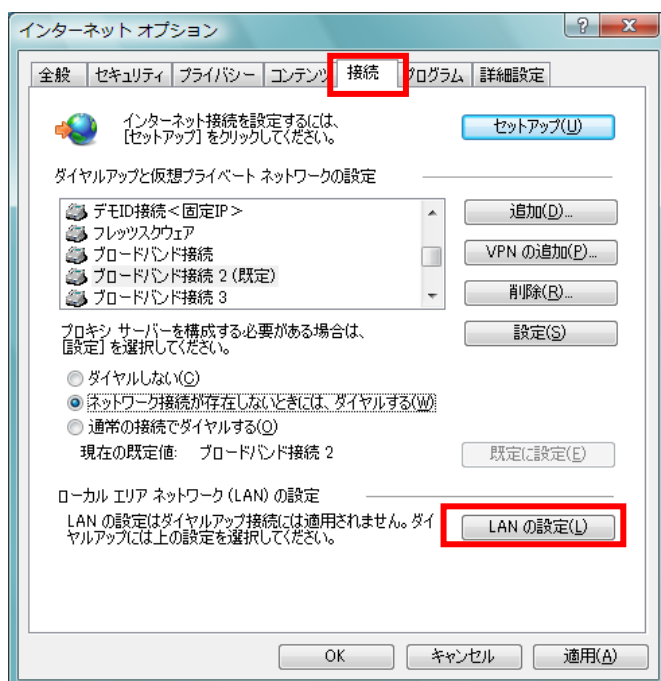 インターネット オプション
全般 セキュリティ プライバシー コンテンツ 接続 プログラム 詳細設定
インターネット接続を設定するには、
[セットアップ] をクリックしてください。
セットアップ(U)
ダイヤルアップと仮想プライベート ネットワークの設定
デモID接続<固定IP>
フレッツスクウェア
ブロードバンド接続
ブロードバンド接続 2 (既定)
ブロードバンド接続 3
追加(D)...
VPN の追加(P)...
削除(R)...
プロキシ サーバーを構成する必要がある場合は、
[設定] を選択してください。
設定(S)
ダイヤルしない(C)
ネットワーク接続が存在しないときには、ダイヤルする(W)
通常の接続でダイヤルする(O)
現在の既定値: ブロードバンド接続 2
既定に設定(E)
ローカル エリア ネットワーク (LAN) の設定
LAN の設定はダイヤルアップ接続には適用されません。ダイ
ヤルアップには上の設定を選択してください。
LAN の設定(L)
OK キャンセル 適用(A)